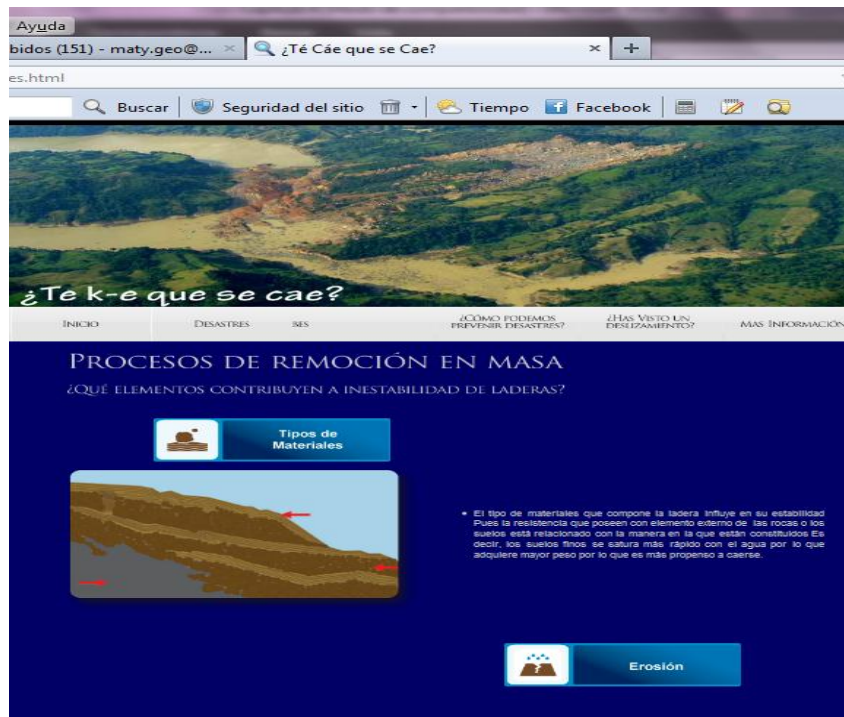 Ayuda
bidos (151) - maty.geo@... × ¿Té Cáe que se Cae? × +
es.html
Buscar Seguridad del sitio Tiempo Facebook
¿Te k-e que se cae?
INICIO DESASTRES SES ¿CÓMO PODEMOS PREVENIR DESASTRES? ¿HAS VISTO UN DESLIZAMIENTO? MAS INFORMACIÓN
PROCESOS DE REMOCIÓN EN MASA
¿QUÉ ELEMENTOS CONTRIBUYEN A INESTABILIDAD DE LADERAS?
Tipos de
Materiales
• El tipo de materiales que compone la ladera Influye en su estabilidad
Pues la resistencia que poseen con elemento externo de las rocas o los
suelos está relacionado con la manera en la que están constituidos Es
decir, los suelos finos se satura más rápido con el agua por lo que
adquiere mayor peso por lo que es más propenso a caerse.
Erosión